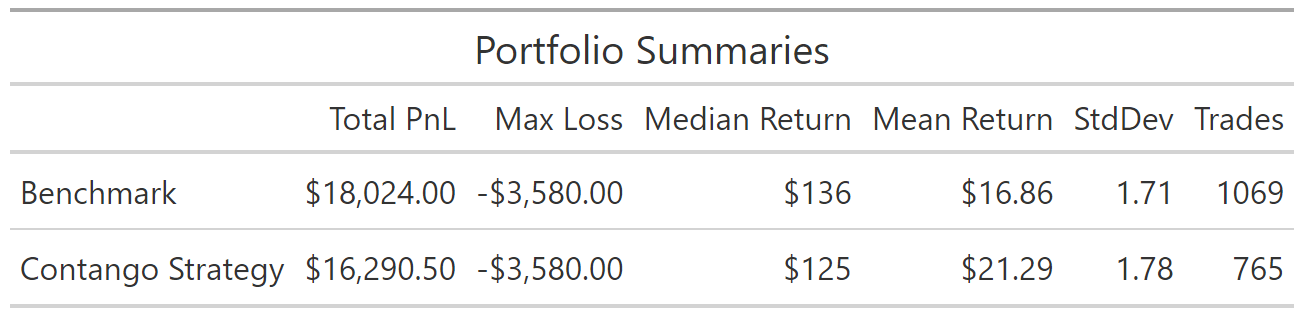 Portfolio Summaries
Total PnL Max Loss Median Return Mean Return StdDev Trades
Benchmark $18,024.00 -$3,580.00 $136 $16.86 1.71 1069
Contango Strategy $16,290.50 -$3,580.00 $125 $21.29 1.78 765